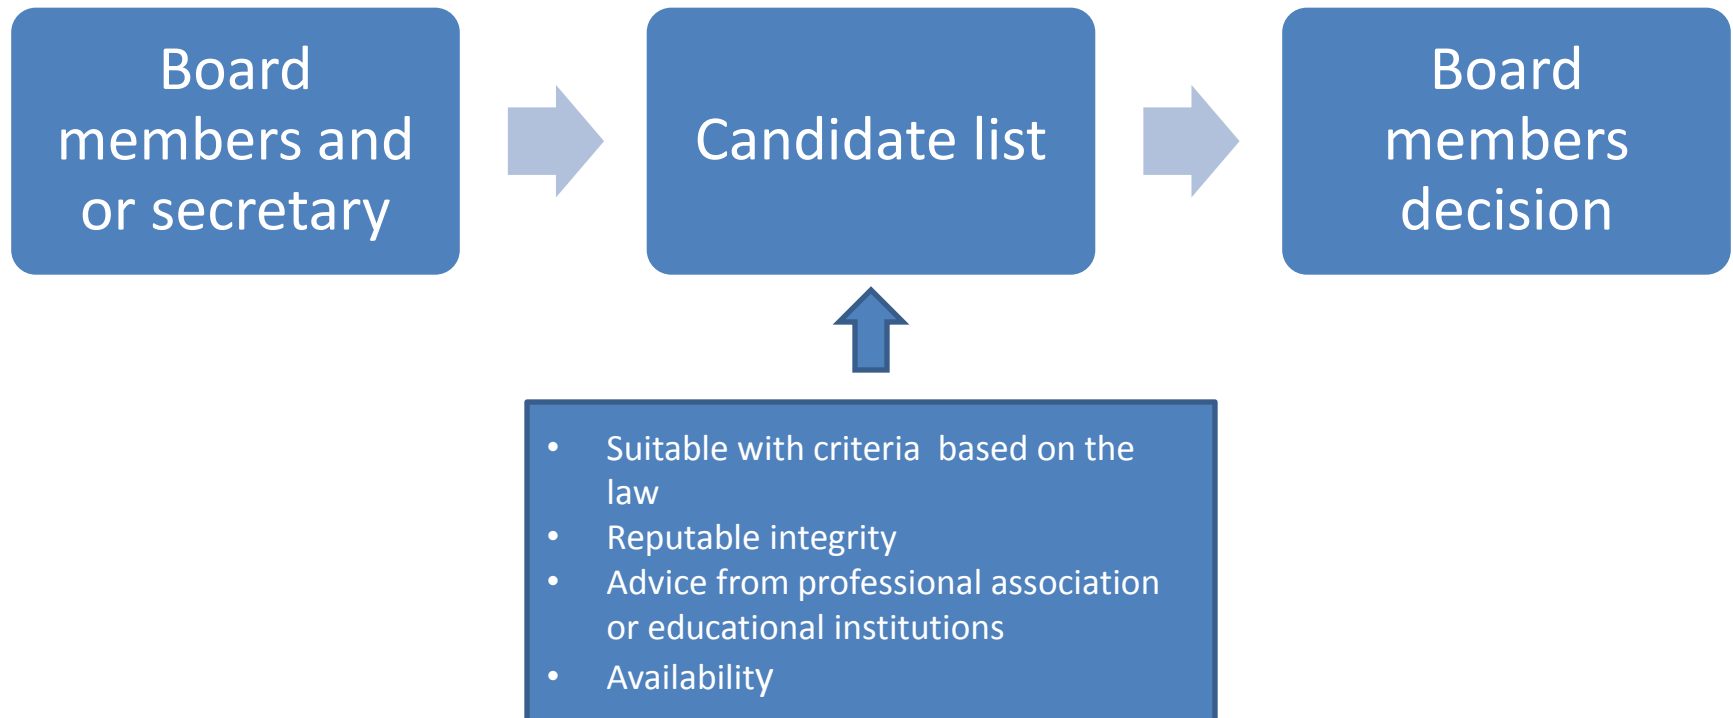 Board
members and
or secretary
Candidate list
Board
members
decision
• Suitable with criteria  based on the
law
• Reputable integrity
• Advice from professional association
or educational institutions
• Availability